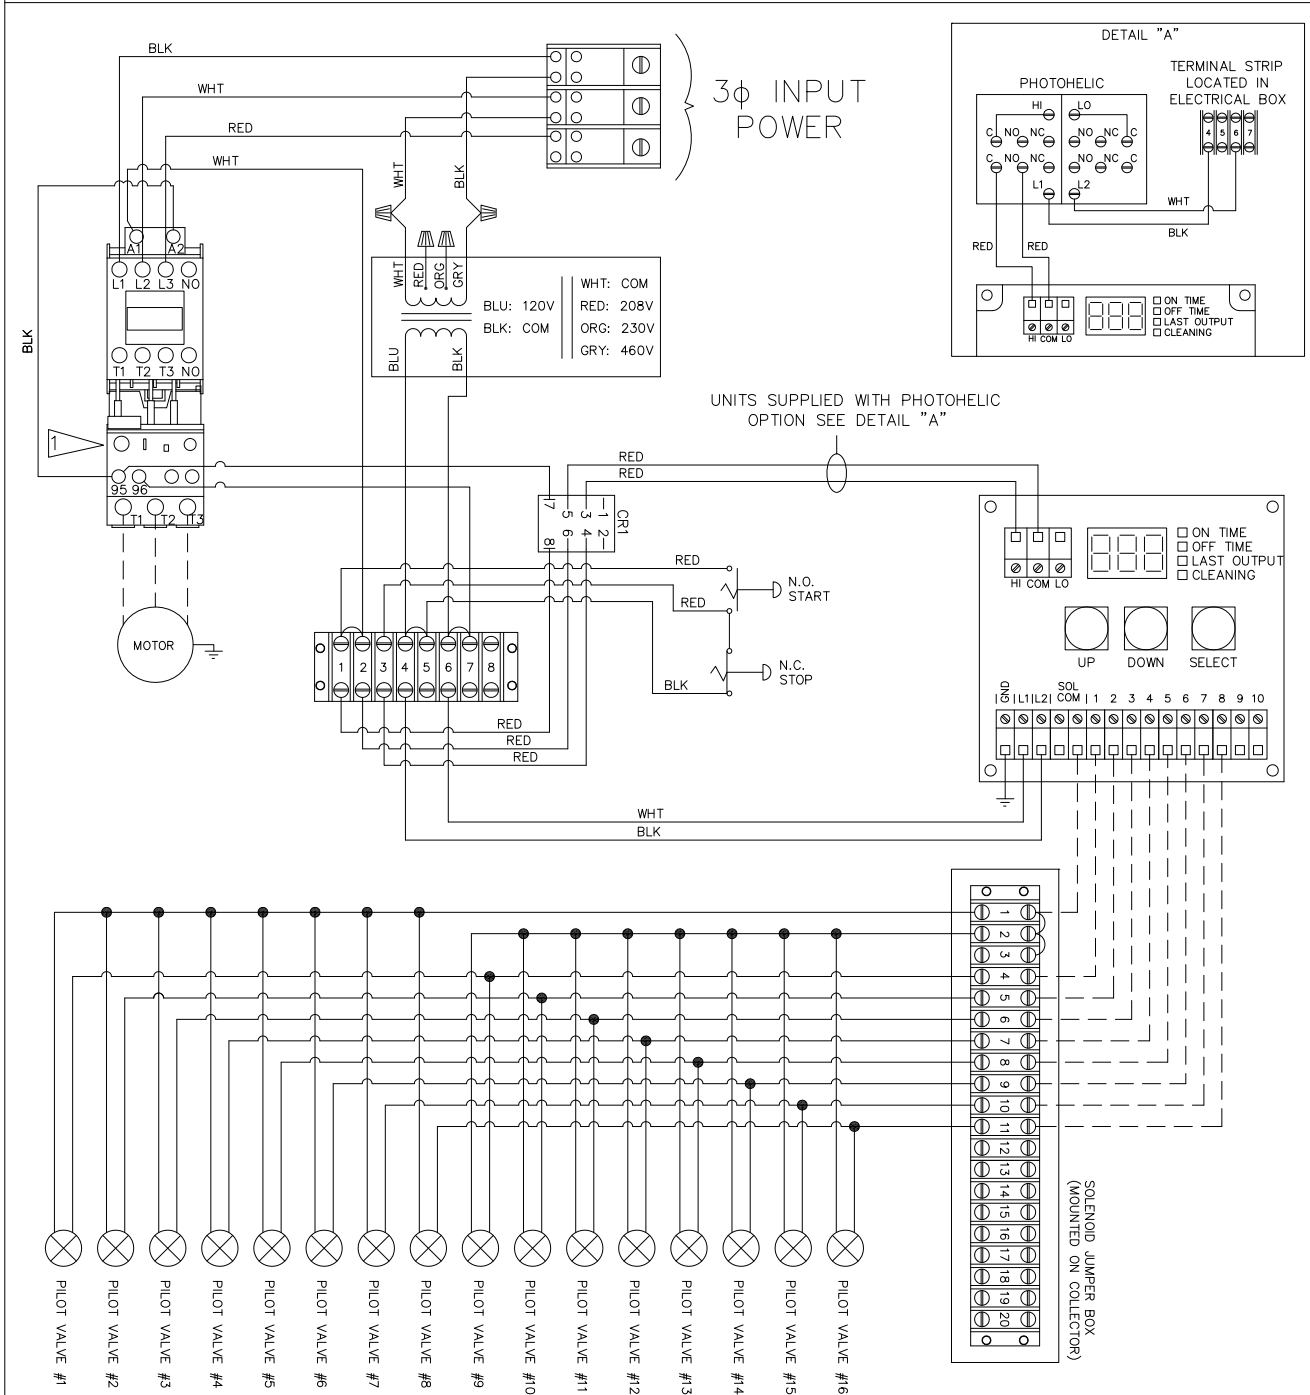 BLK
WHT
RED
WHT
3ϕ INPUT
POWER
WHT
BLK
DETAIL "A"
PHOTOHELIC
TERMINAL STRIP
LOCATED IN
ELECTRICAL BOX
HI
LO
C NO NC
NO NC C
C NO NC
NO NC C
L1
L2
4 5 6 7
WHT
BLK
RED
RED
HI COM LO
ON TIME
OFF TIME
LAST OUTPUT
CLEANING
A1
A2
L1 L2 L3 NO
BLK
T1 T2 T3 NO
1
95 96
T1
T2
T3
MOTOR
WHT
RED
ORG
GRY
BLU: 120V
BLK: COM
WHT: COM
RED: 208V
ORG: 230V
GRY: 460V
BLU
BLK
UNITS SUPPLIED WITH PHOTOHELIC
OPTION SEE DETAIL "A"
RED
RED
7 5 3 1
8 6 4 2
CR1
RED
N.O.
START
RED
N.C.
STOP
BLK
1 2 3 4 5 6 7 8
RED
RED
RED
WHT
BLK
HI COM LO
ON TIME
OFF TIME
LAST OUTPUT
CLEANING
UP
DOWN
SELECT
GND
L1
L2
SOL
COM
1 2 3 4 5 6 7 8 9 10
1
2
3
4
5
6
7
8
9
10
11
12
13
14
15
16
17
18
19
20
SOLENOID JUMPER BOX
(MOUNTED ON COLLECTOR)
PILOT VALVE #1
PILOT VALVE #2
PILOT VALVE #3
PILOT VALVE #4
PILOT VALVE #5
PILOT VALVE #6
PILOT VALVE #7
PILOT VALVE #8
PILOT VALVE #9
PILOT VALVE #10
PILOT VALVE #11
PILOT VALVE #12
PILOT VALVE #13
PILOT VALVE #14
PILOT VALVE #15
PILOT VALVE #16